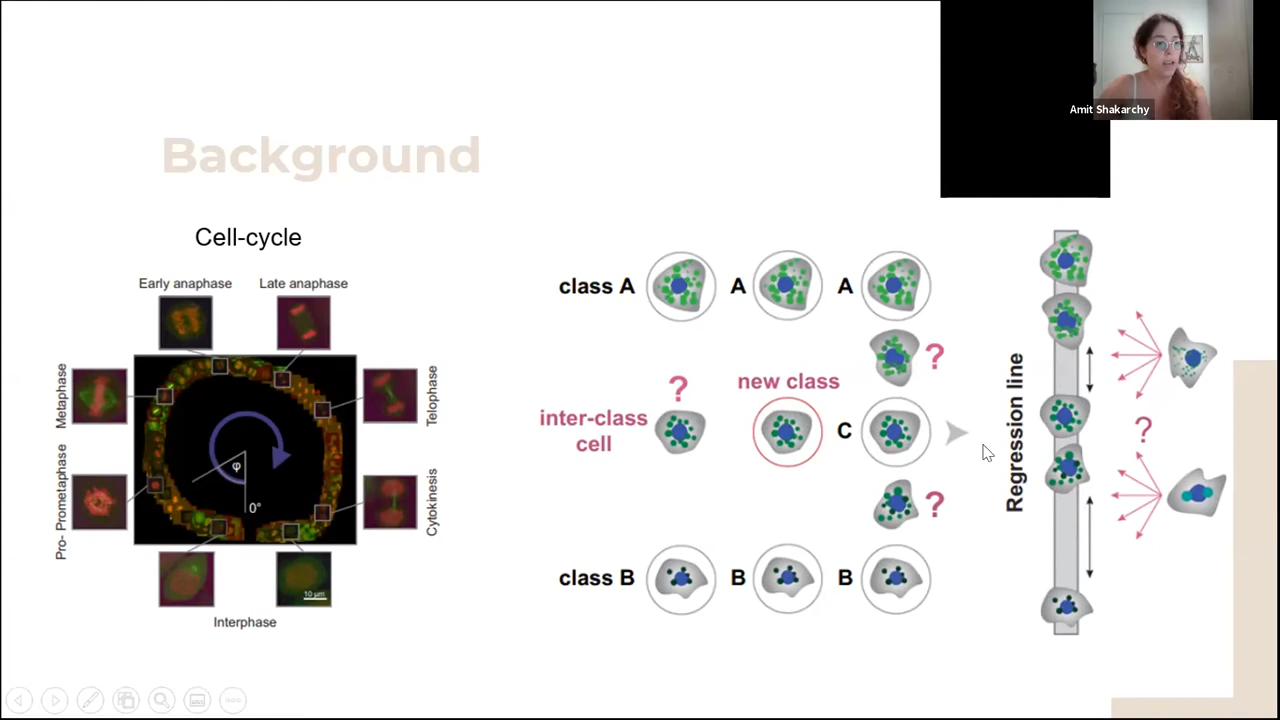 Amit Shakarchy
Background
Cell-cycle
Early anaphase
Late anaphase
Metaphase
Telophase
Pro- Prometaphase
Cytokinesis
φ
0°
10 µm
Interphase
class A
A
A
?
?
new class
inter-class
cell
C
?
class B
B
B
Regression line
?